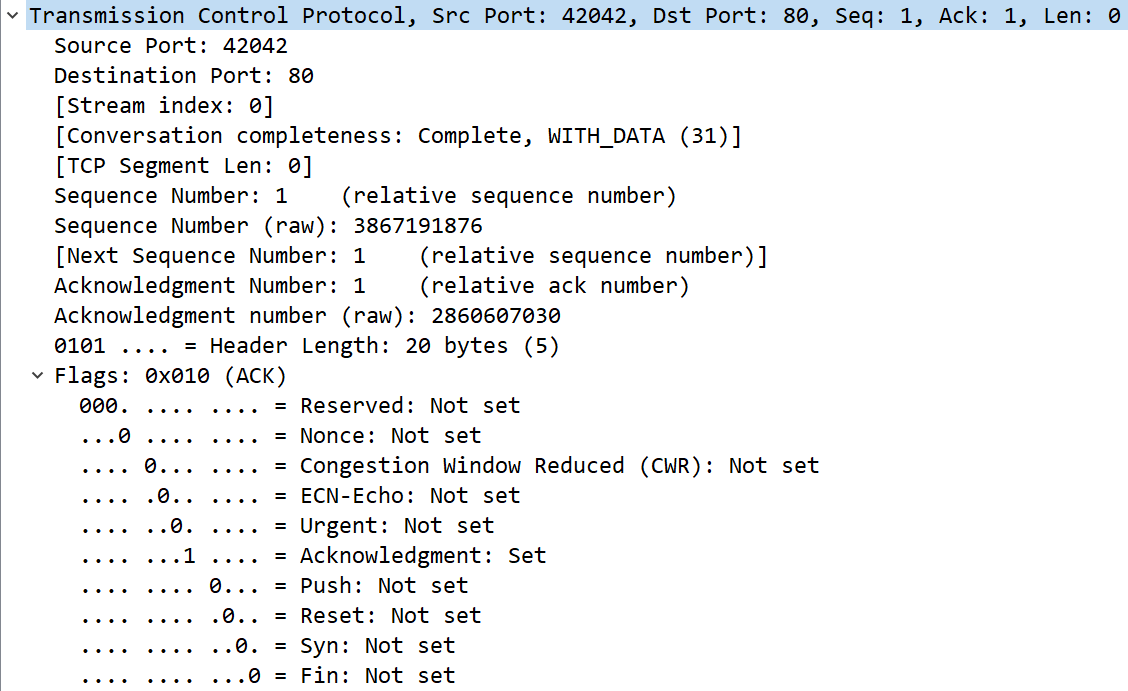 Transmission Control Protocol, Src Port: 42042, Dst Port: 80, Seq: 1, Ack: 1, Len: 0
Source Port: 42042
Destination Port: 80
[Stream index: 0]
[Conversation completeness: Complete, WITH_DATA (31)]
[TCP Segment Len: 0]
Sequence Number: 1    (relative sequence number)
Sequence Number (raw): 3867191876
[Next Sequence Number: 1    (relative sequence number)]
Acknowledgment Number: 1    (relative ack number)
Acknowledgment number (raw): 2860607030
0101 .... = Header Length: 20 bytes (5)
Flags: 0x010 (ACK)
000. .... .... = Reserved: Not set
...0 .... .... = Nonce: Not set
.... 0... .... = Congestion Window Reduced (CWR): Not set
.... .0.. .... = ECN-Echo: Not set
.... ..0. .... = Urgent: Not set
.... ...1 .... = Acknowledgment: Set
.... .... 0... = Push: Not set
.... .... .0.. = Reset: Not set
.... .... ..0. = Syn: Not set
.... .... ...0 = Fin: Not set